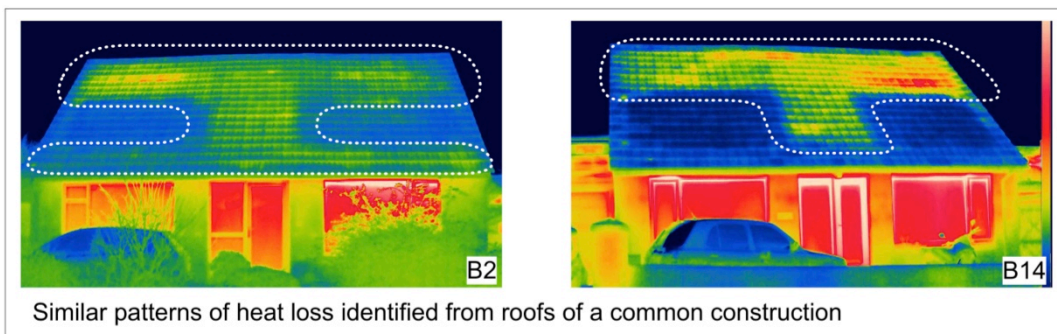 B2
B14
Similar patterns of heat loss identified from roofs of a common construction